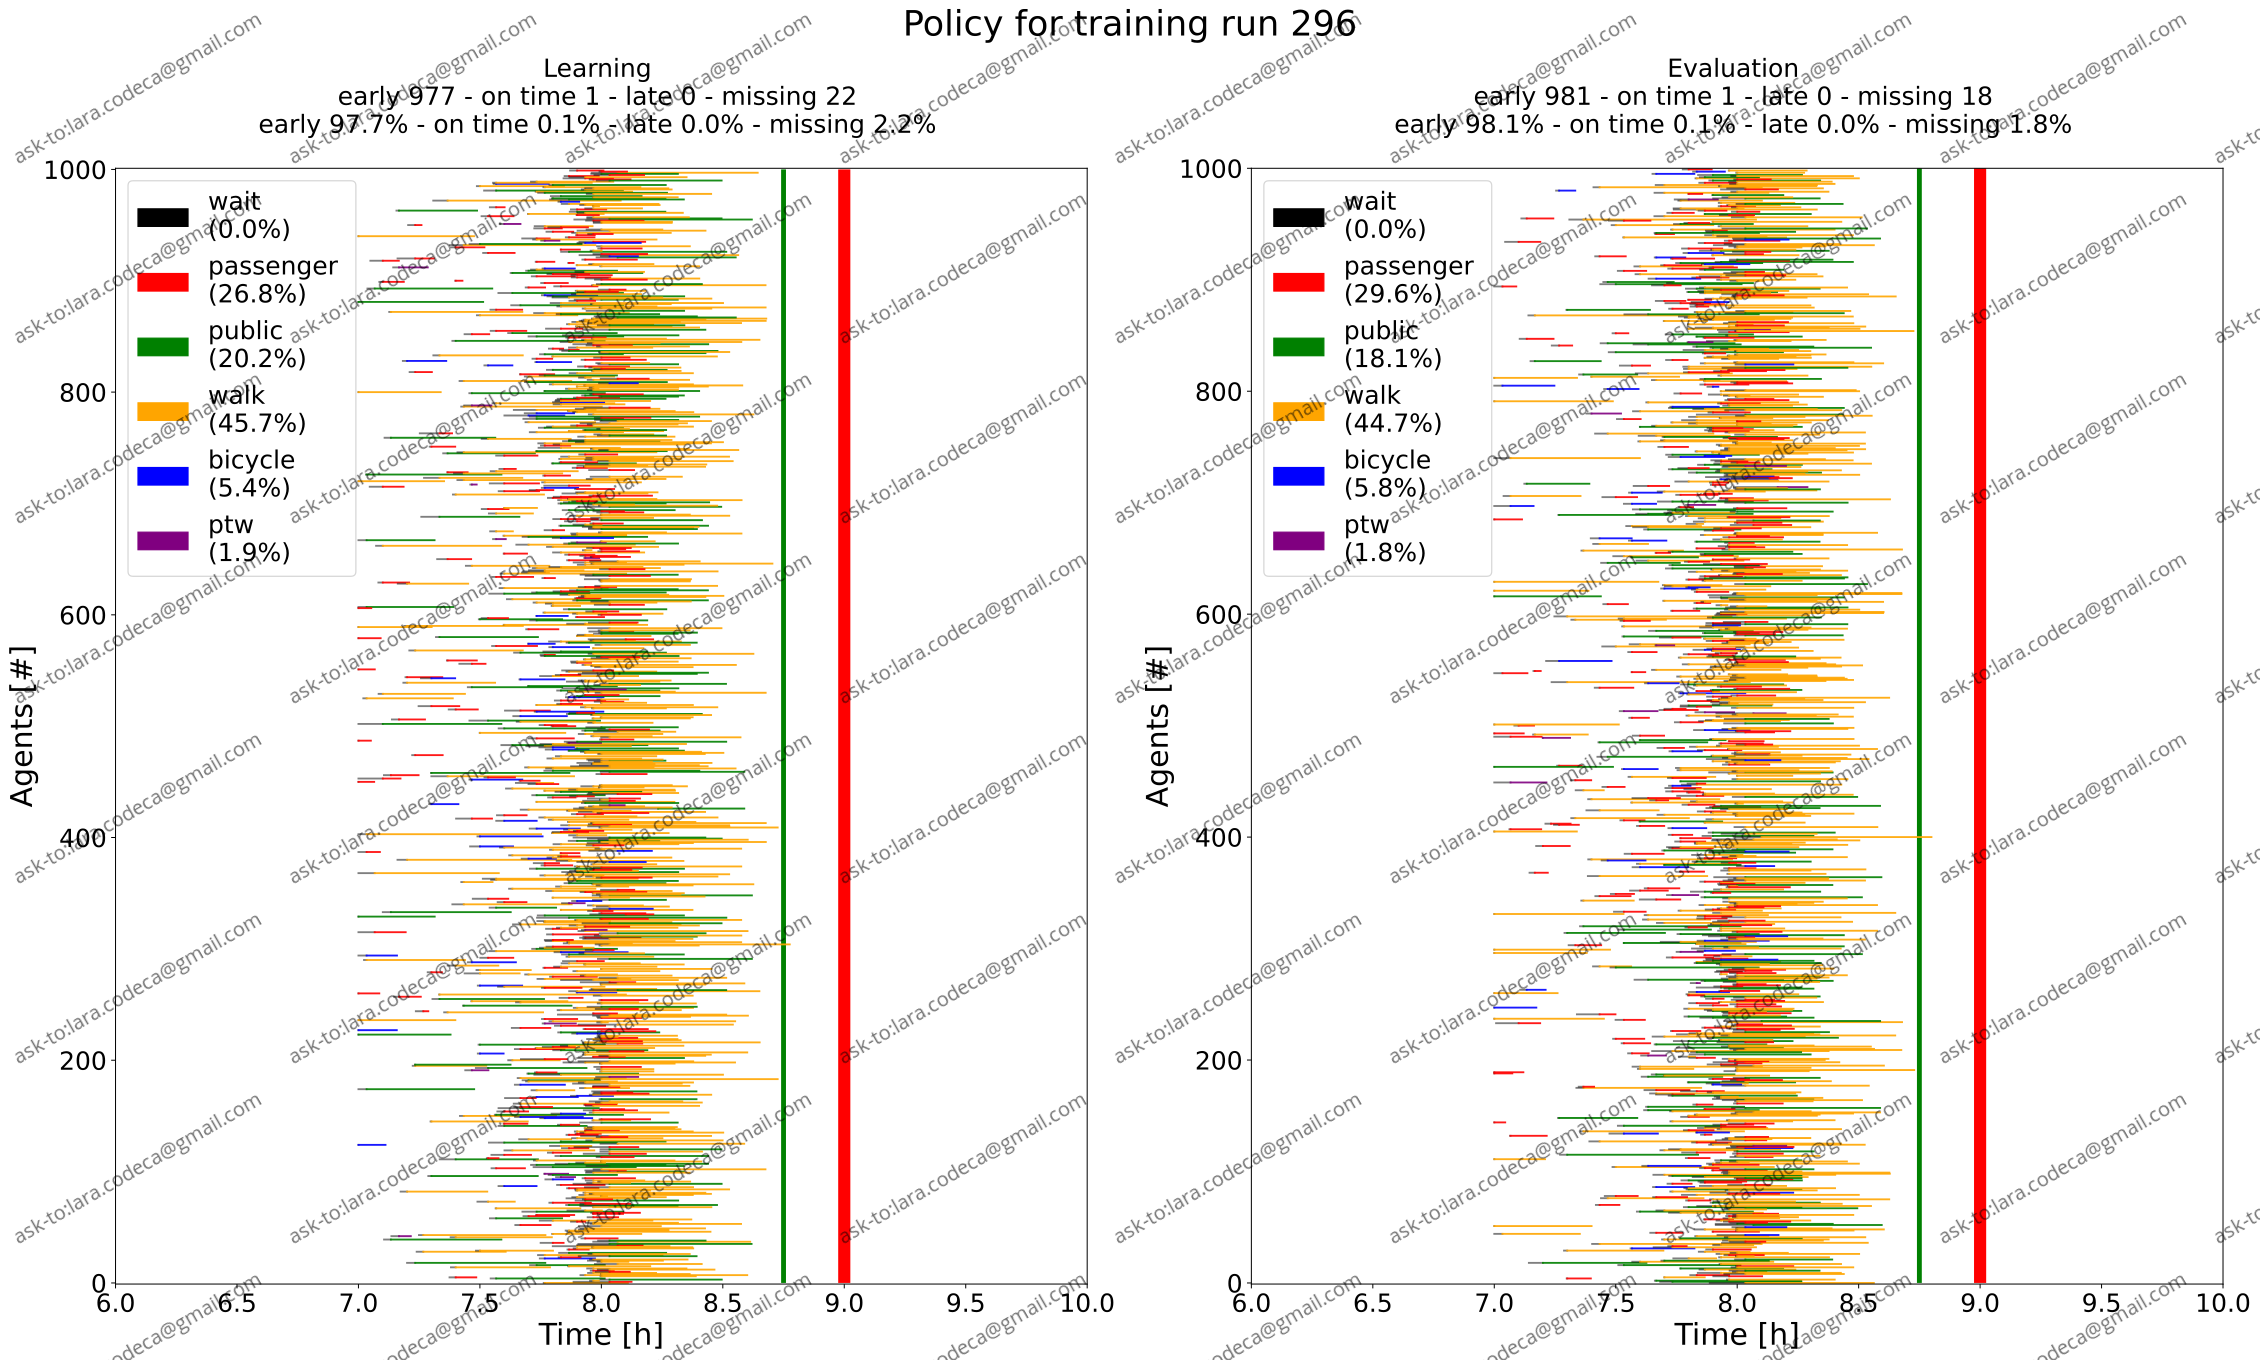 Policy for training run 296
Learning
early 977 - on time 1 - late 0 - missing 22
early 97.7% - on time 0.1% - late 0.0% - missing 2.2%
1000
800
600
400
200
0
Agents [#]
wait
(0.0%)
passenger
(26.8%)
public
(20.2%)
walk
(45.7%)
bicycle
(5.4%)
ptw
(1.9%)
6.0 6.5 7.0 7.5 8.0 8.5 9.0 9.5 10.0
Time [h]
Evaluation
early 981 - on time 1 - late 0 - missing 18
early 98.1% - on time 0.1% - late 0.0% - missing 1.8%
1000
800
600
400
200
0
Agents [#]
wait
(0.0%)
passenger
(29.6%)
public
(18.1%)
walk
(44.7%)
bicycle
(5.8%)
ptw
(1.8%)
6.0 6.5 7.0 7.5 8.0 8.5 9.0 9.5 10.0
Time [h]
ask-to:lara.codeca@gmail.com